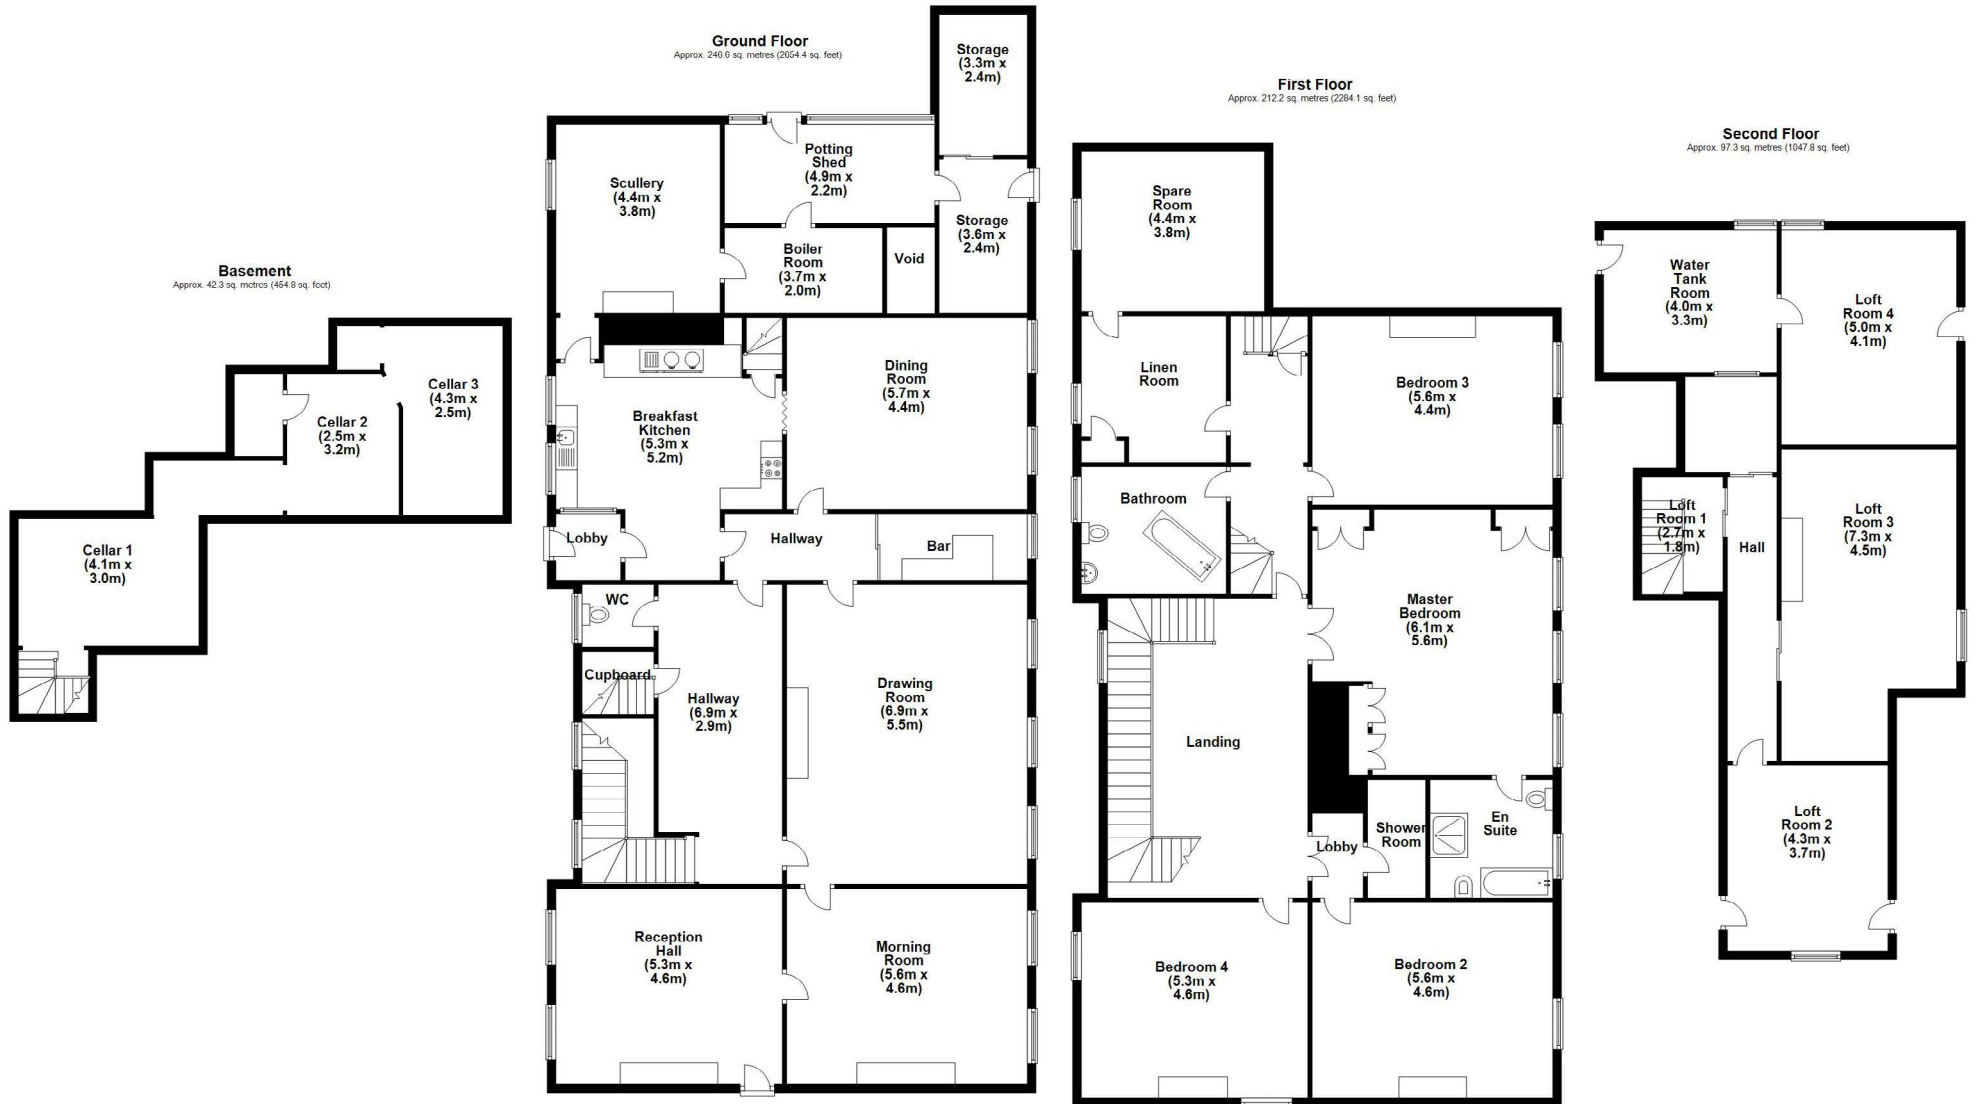 Basement
Approx. 42.3 sq. metres (454.8 sq. feet)
Cellar 3
(4.3m x
2.5m)
Cellar 2
(2.5m x
3.2m)
Cellar 1
(4.1m x
3.0m)
Ground Floor
Approx. 246.6 sq. metres (2654.4 sq. feet)
Storage
(3.3m x
2.4m)
Potting
Shed
(4.9m x
2.2m)
Scullery
(4.4m x
3.8m)
Storage
(3.6m x
2.4m)
Boiler
Room
(3.7m x
2.0m)
Void
Dining
Room
(5.7m x
4.4m)
Breakfast
Kitchen
(5.3m x
5.2m)
Lobby
Hallway
Bar
WC
Cupboard
Hallway
(6.9m x
2.9m)
Drawing
Room
(6.9m x
5.5m)
Reception
Hall
(5.3m x
4.6m)
Morning
Room
(5.6m x
4.6m)
First Floor
Approx. 212.2 sq. metres (2284.1 sq. feet)
Spare
Room
(4.4m x
3.8m)
Linen
Room
Bedroom 3
(5.6m x
4.4m)
Bathroom
Master
Bedroom
(6.1m x
5.6m)
Landing
Lobby
Shower
Room
En
Suite
Bedroom 4
(5.3m x
4.6m)
Bedroom 2
(5.6m x
4.6m)
Second Floor
Approx. 97.3 sq. metres (1047.8 sq. feet)
Water
Tank
Room
(4.0m x
3.3m)
Loft
Room 4
(5.0m x
4.1m)
Loft
Room 1
(2.7m x
1.8m)
Hall
Loft
Room 3
(7.3m x
4.5m)
Loft
Room 2
(4.3m x
3.7m)